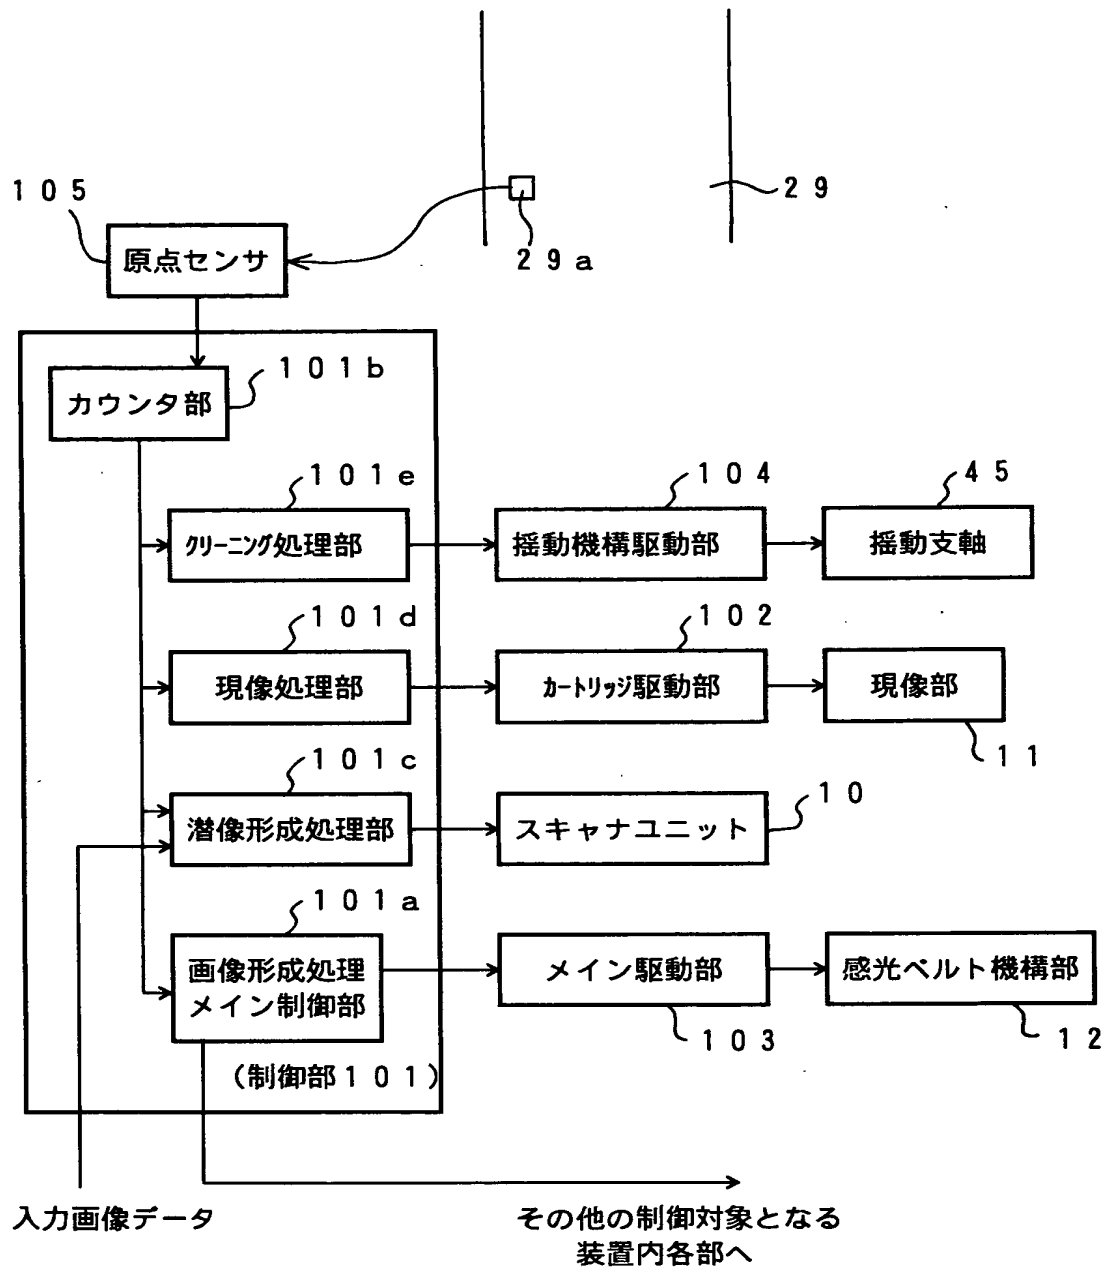 29
105
29a
原点センサ
101b
カウンタ部
101e
104
45
クリーニング処理部
揺動機構駆動部
揺動支軸
101d
102
現像処理部
カートリッジ駆動部
現像部
11
101c
10
潜像形成処理部
スキャナユニット
101a
画像形成処理
メイン制御部
メイン駆動部
感光ベルト機構部
103
12
(制御部101)
入力画像データ
その他の制御対象となる
装置内各部へ